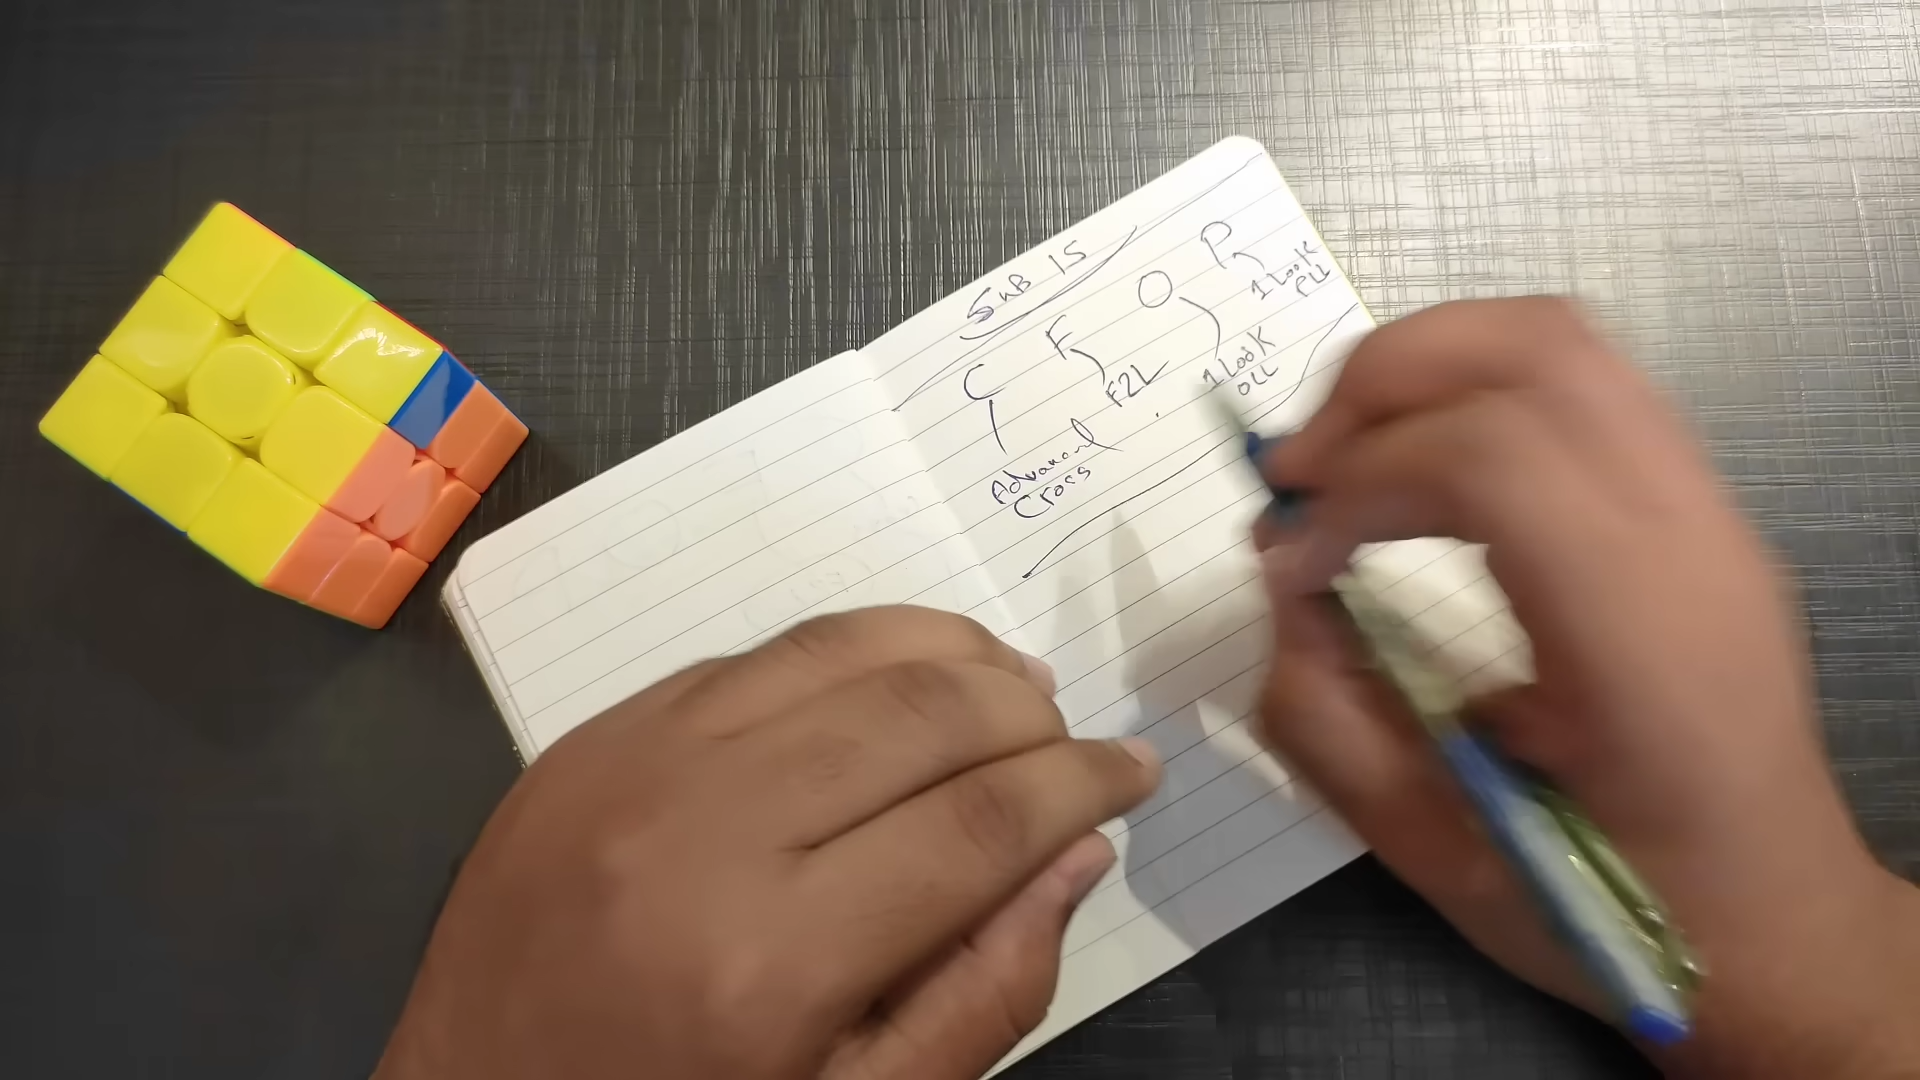 SUB 15
C F O P
Advanced
Cross
F2L
1 Look
OLL
1 Look
PLL